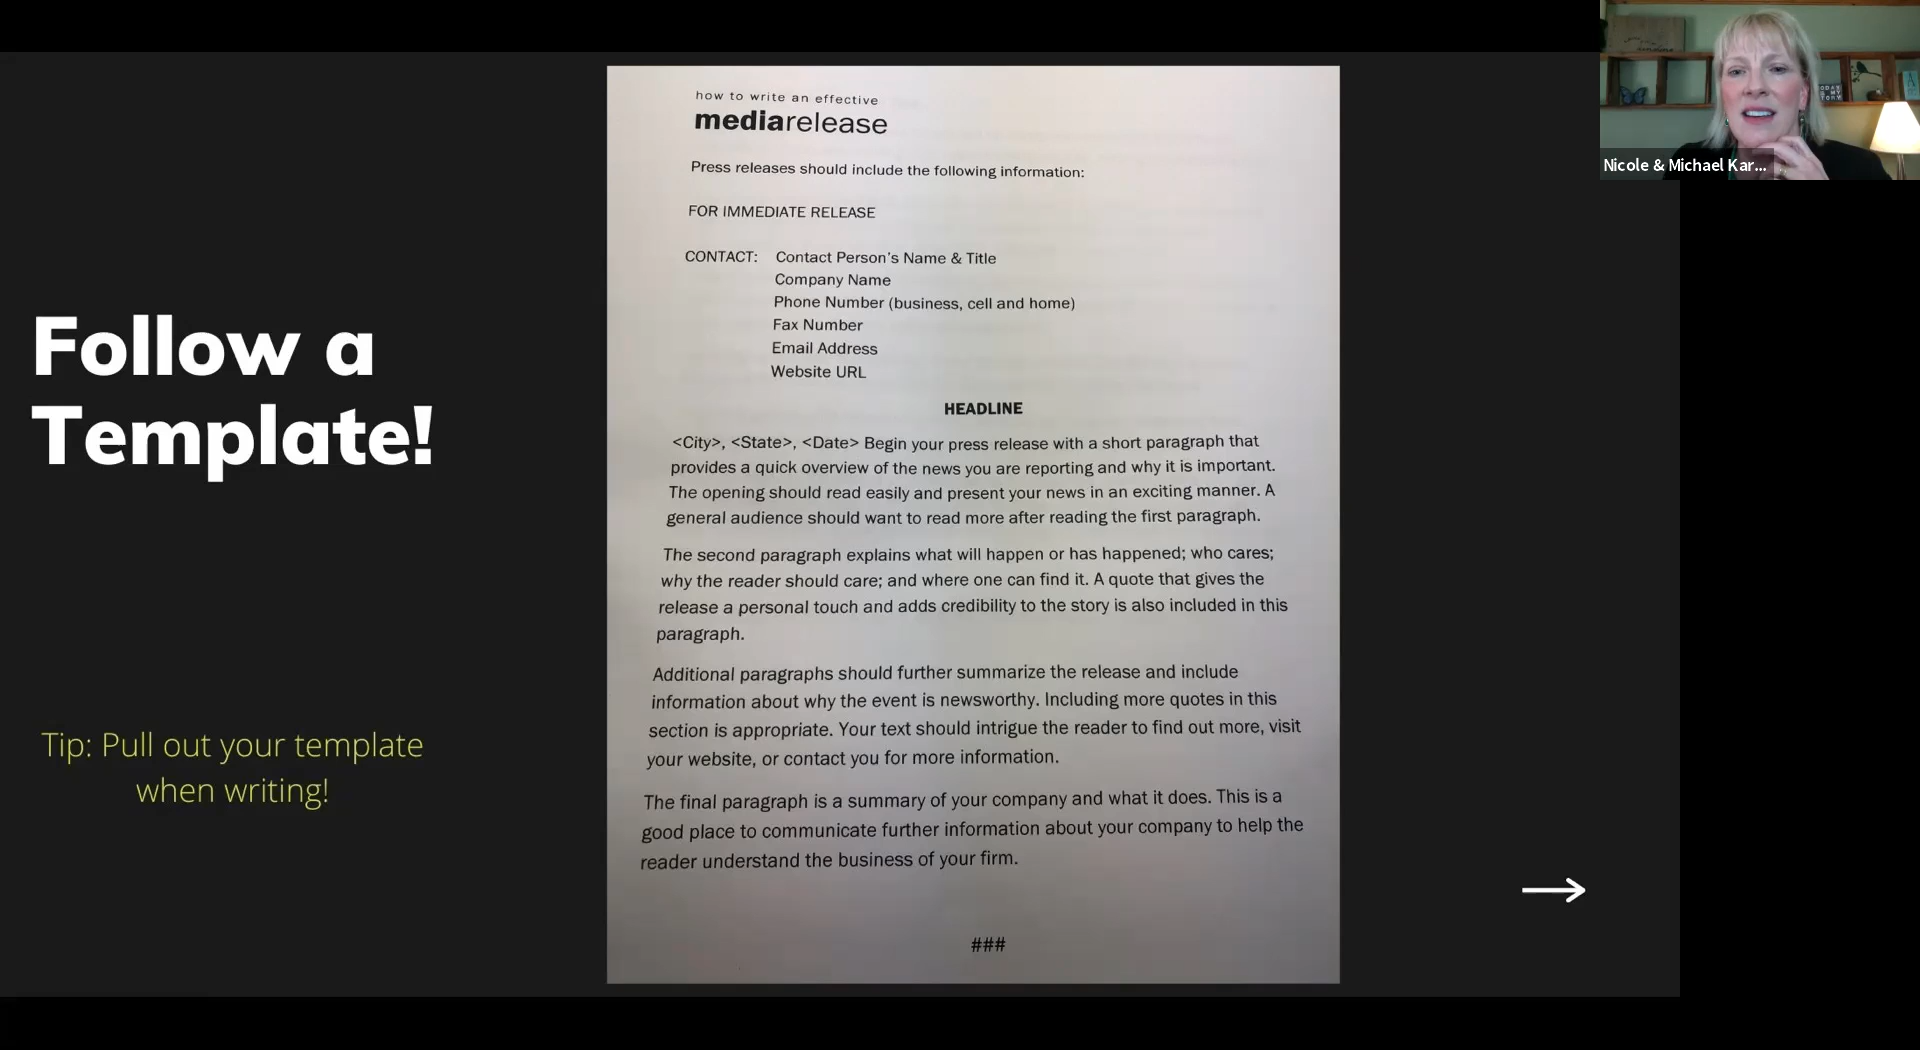 Follow a
Template!
Tip: Pull out your template
when writing!
how to write an effective
mediarelease
Press releases should include the following information:
FOR IMMEDIATE RELEASE
CONTACT: Contact Person's Name & Title
Company Name
Phone Number (business, cell and home)
Fax Number
Email Address
Website URL
HEADLINE
<City>, <State>, <Date> Begin your press release with a short paragraph that
provides a quick overview of the news you are reporting and why it is important.
The opening should read easily and present your news in an exciting manner. A
general audience should want to read more after reading the first paragraph.
The second paragraph explains what will happen or has happened; who cares;
why the reader should care; and where one can find it. A quote that gives the
release a personal touch and adds credibility to the story is also included in this
paragraph.
Additional paragraphs should further summarize the release and include
information about why the event is newsworthy. Including more quotes in this
section is appropriate. Your text should intrigue the reader to find out more, visit
your website, or contact you for more information.
The final paragraph is a summary of your company and what it does. This is a
good place to communicate further information about your company to help the
reader understand the business of your firm.
###
Nicole & Michael Kar...